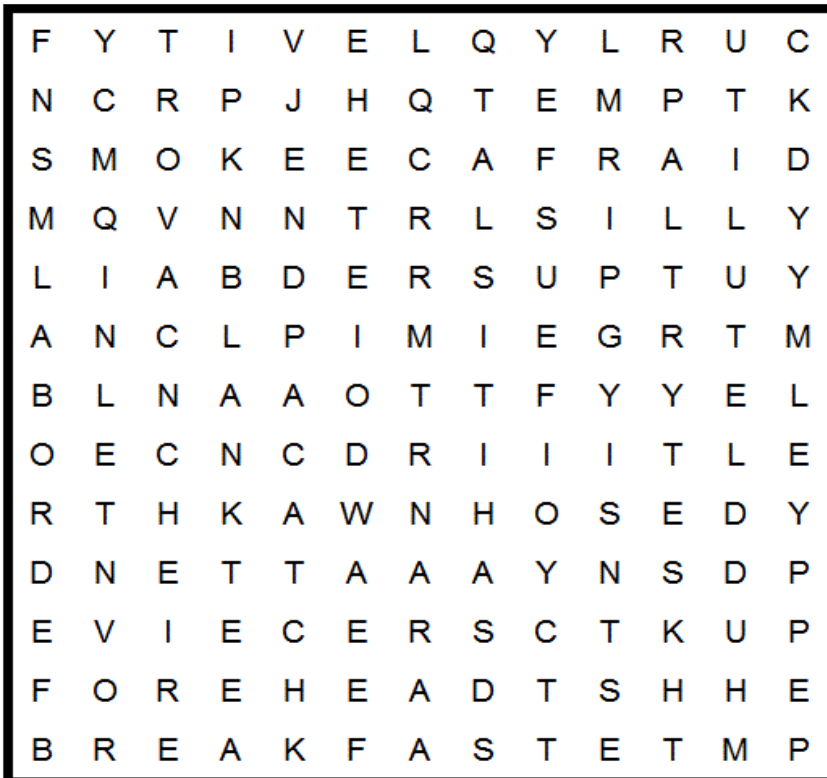 F Y T I V E L Q Y L R U C
N C R P J H Q T E M P T K
S M O K E E C A F R A I D
M Q V N N T R L S I L L Y
L I A B D E R S U P T U Y
A N C L P I M I E G R T M
B L N A A O T T F Y Y E L
O E C N C D R I I I T L E
R T H K A W N H O S E D Y
D N E T T A A A Y N S D P
E V I E C E R S C T K U P
F O R E H E A D T S H H E
B R E A K F A S T E T M P